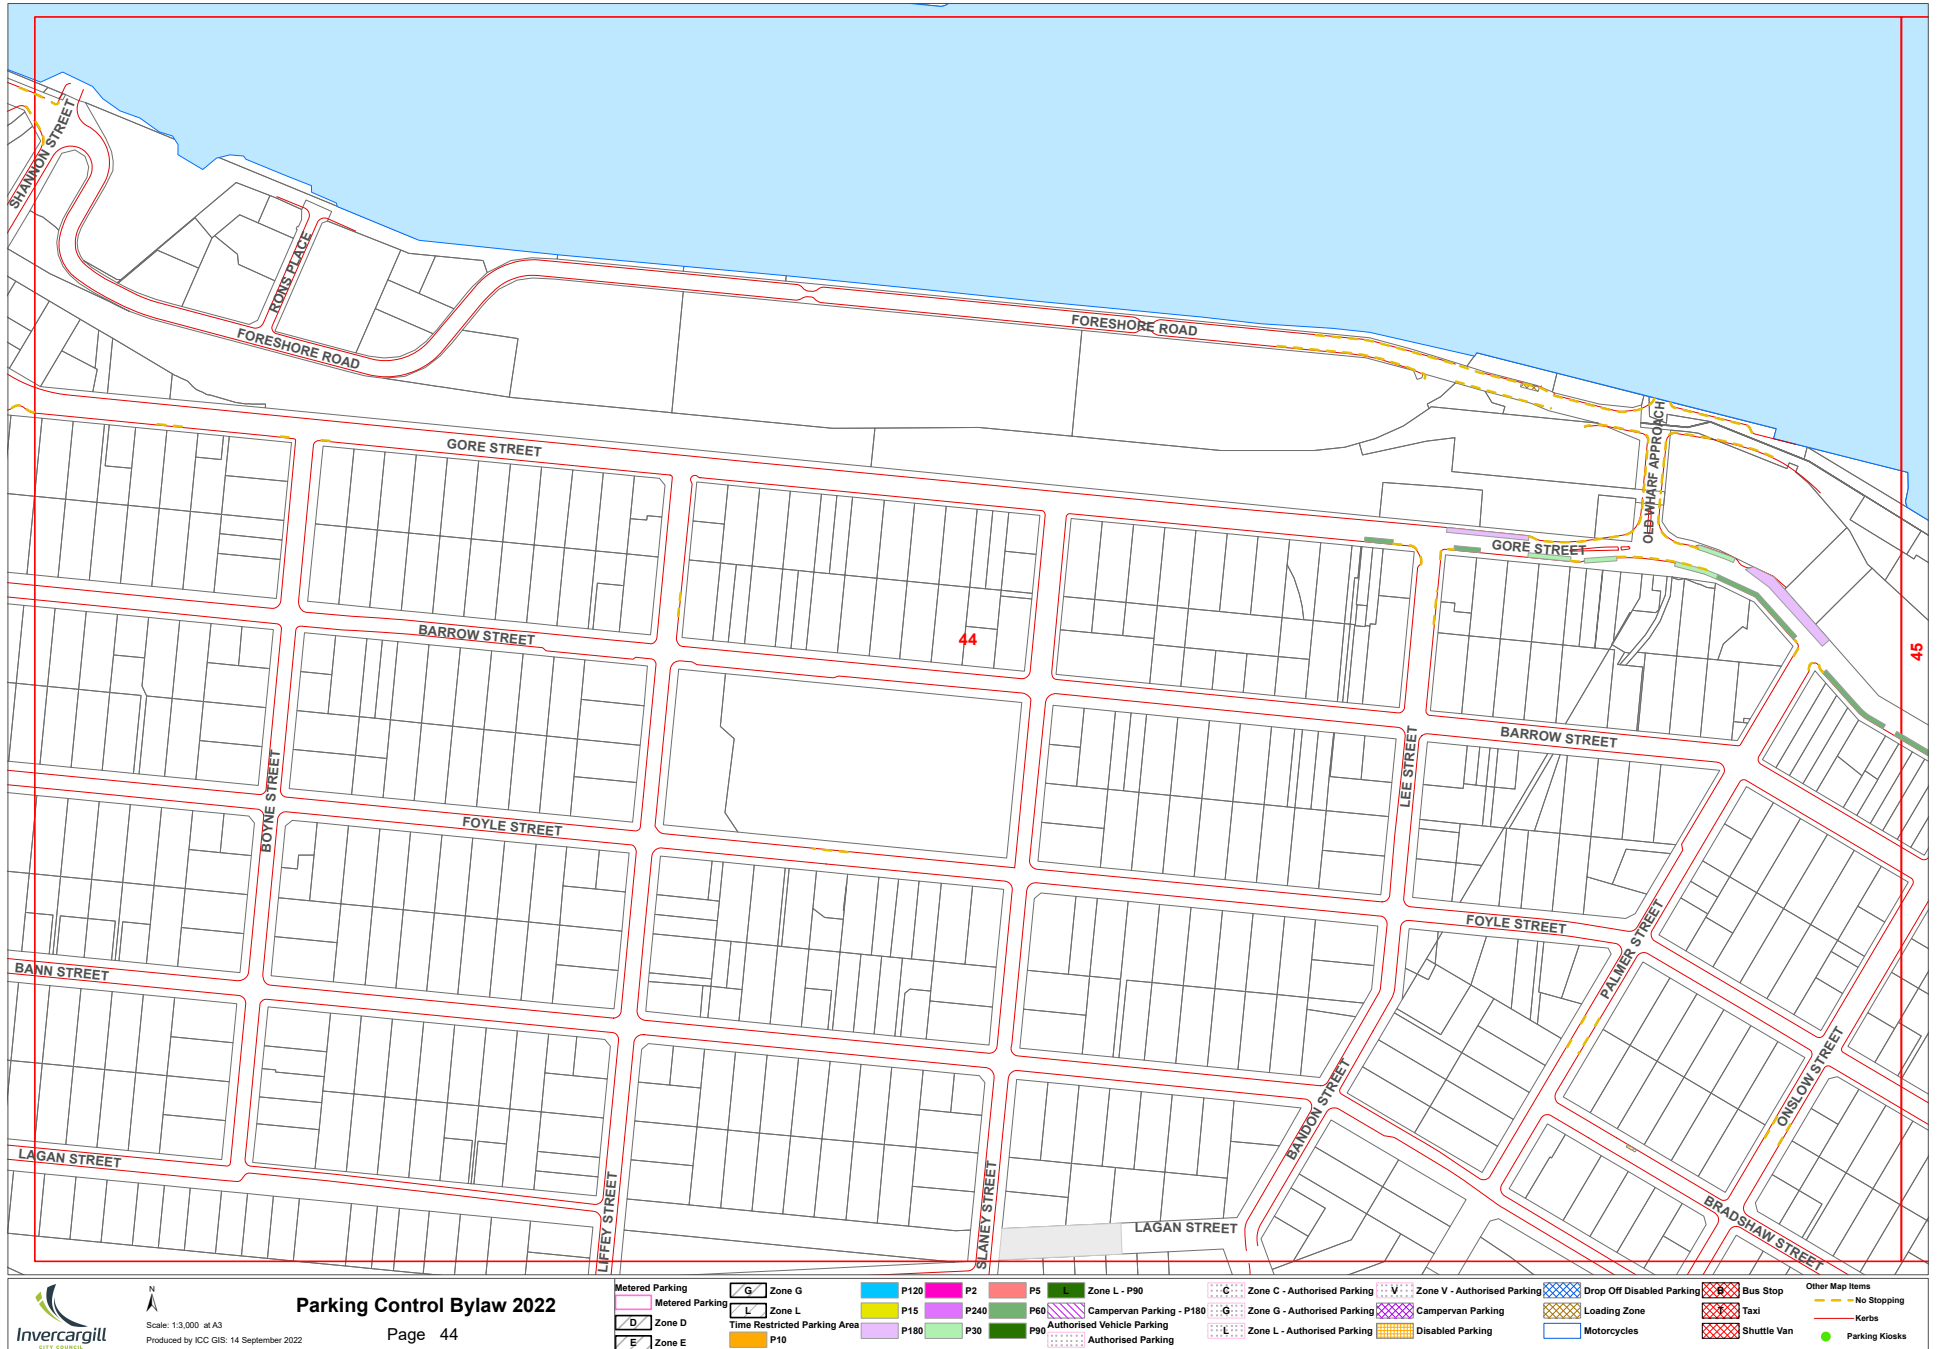 SHANNON STREET
RONS PLACE
FORESHORE ROAD
FORESHORE ROAD
OLD WHARF APPROACH
GORE STREET
GORE STREET
BARROW STREET
44
45
BARROW STREET
LEE STREET
BOYNE STREET
FOYLE STREET
FOYLE STREET
PALMER STREET
BANN STREET
ONSLOW STREET
BANDON STREET
LAGAN STREET
LIFFEY STREET
SLANEY STREET
LAGAN STREET
BRADSHAW STREET
Invercargill
CITY COUNCIL
N
Scale: 1:3,000 at A3
Produced by ICC GIS: 14 September 2022
Parking Control Bylaw 2022
Page 44
Metered Parking
Metered Parking
D Zone D
E Zone E
G Zone G
L Zone L
Time Restricted Parking Area
P10
P120
P15
P180
P2
P240
P30
P5
P60
P90
L Zone L - P90
Campervan Parking - P180
Authorised Vehicle Parking
Authorised Parking
C Zone C - Authorised Parking
G Zone G - Authorised Parking
L Zone L - Authorised Parking
V Zone V - Authorised Parking
Campervan Parking
Disabled Parking
Drop Off Disabled Parking
Loading Zone
Motorcycles
B Bus Stop
T Taxi
Shuttle Van
Other Map Items
No Stopping
Kerbs
Parking Kiosks